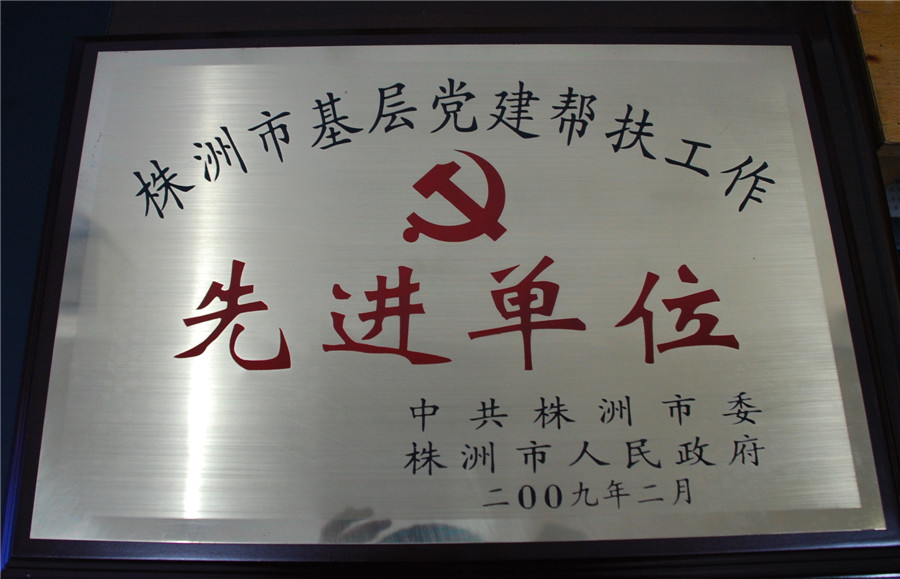 株洲市基层党建帮扶工作
先进单位
中共株洲市委
株洲市人民政府
二00九年二月